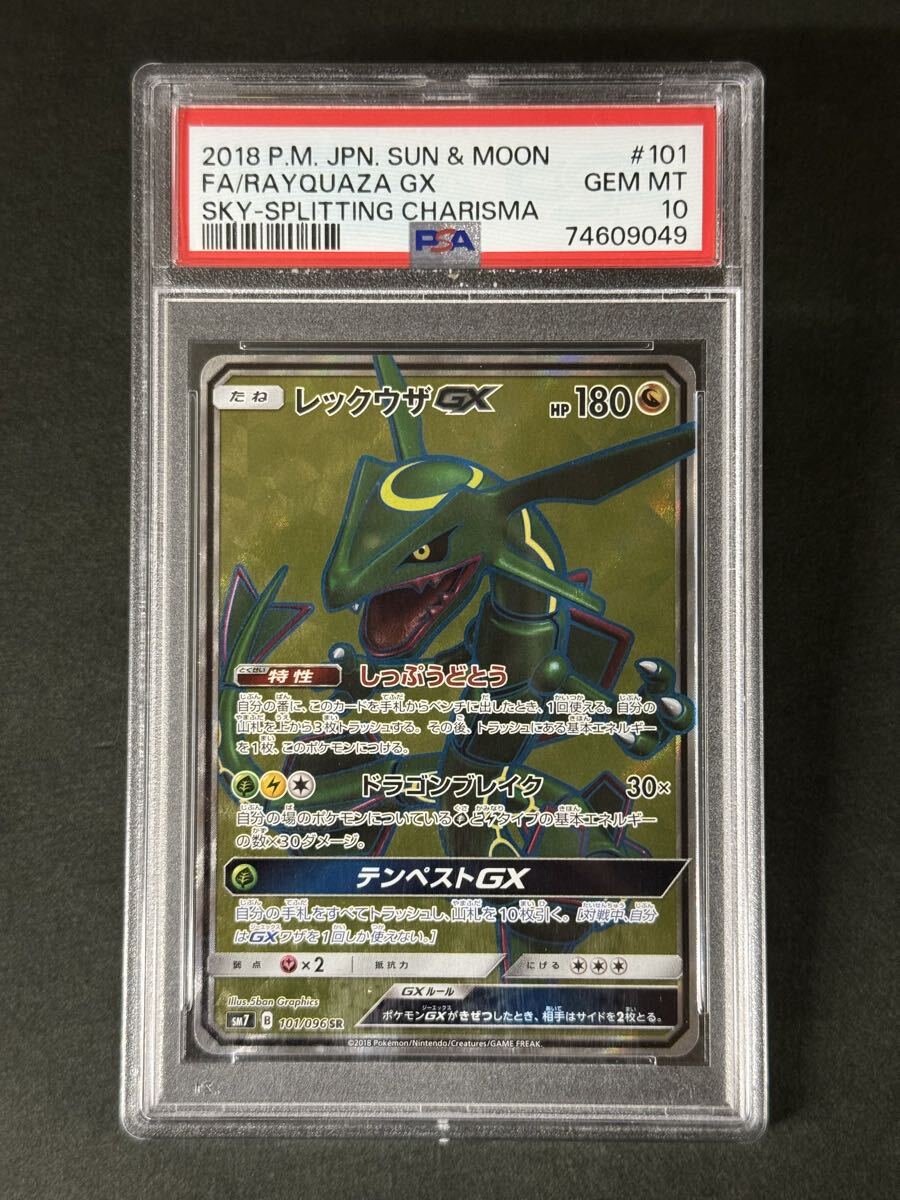 2018 P.M. JPN. SUN & MOON #101
FA/RAYQUAZA GX GEM MT
SKY-SPLITTING CHARISMA 10
PSA 74609049
たね レックウザGX HP 180
とくせい
特性 しっぷうどとう
自分の番に、このカードを手札からベンチに出したとき、1回使える。自分の
山札を上から3枚トラッシュする。その後、トラッシュにある基本エネルギー
を1枚、このポケモンにつける。
ドラゴンブレイク 30×
自分の場のポケモンについている と タイプの基本エネルギー
の数×30ダメージ。
テンペストGX
自分の手札をすべてトラッシュし、山札を10枚引く。[対戦中、自分
はGXワザを1回しか使えない。]
弱点 ×2 抵抗力 にげる
GXルール
ポケモンGXがきぜつしたとき、相手はサイドを2枚とる。
Illus.5ban Graphics
SM7 B 101/096 SR
©2018 Pokémon/Nintendo/Creatures/GAME FREAK.